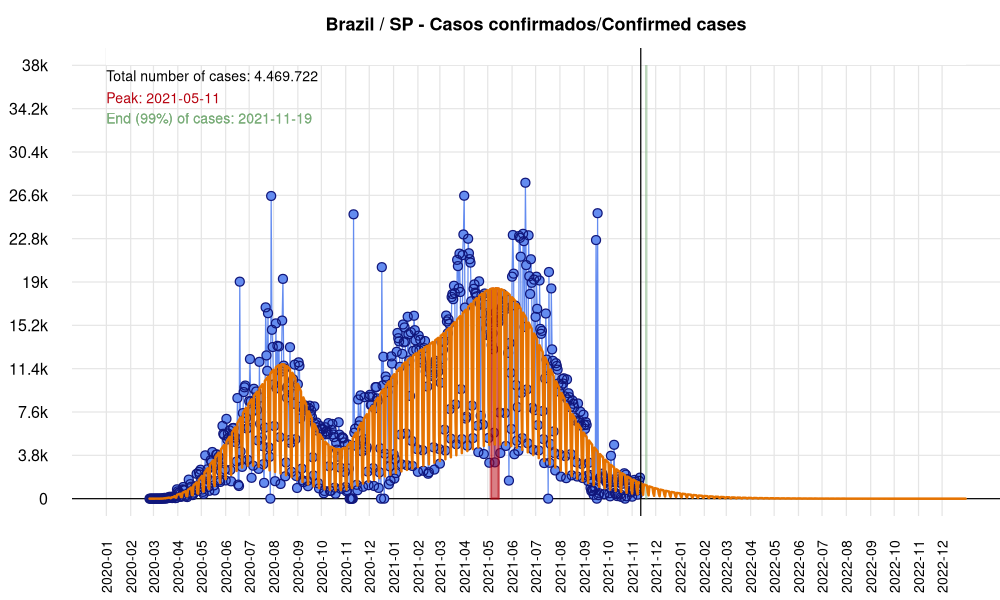 Brazil / SP - Casos confirmados/Confirmed cases
38k
34.2k
30.4k
26.6k
22.8k
19k
15.2k
11.4k
7.6k
3.8k
0
Total number of cases: 4.469.722
Peak: 2021-05-11
End (99%) of cases: 2021-11-19
2020-01
2020-02
2020-03
2020-04
2020-05
2020-06
2020-07
2020-08
2020-09
2020-10
2020-11
2020-12
2021-01
2021-02
2021-03
2021-04
2021-05
2021-06
2021-07
2021-08
2021-09
2021-10
2021-11
2021-12
2022-01
2022-02
2022-03
2022-04
2022-05
2022-06
2022-07
2022-08
2022-09
2022-10
2022-11
2022-12